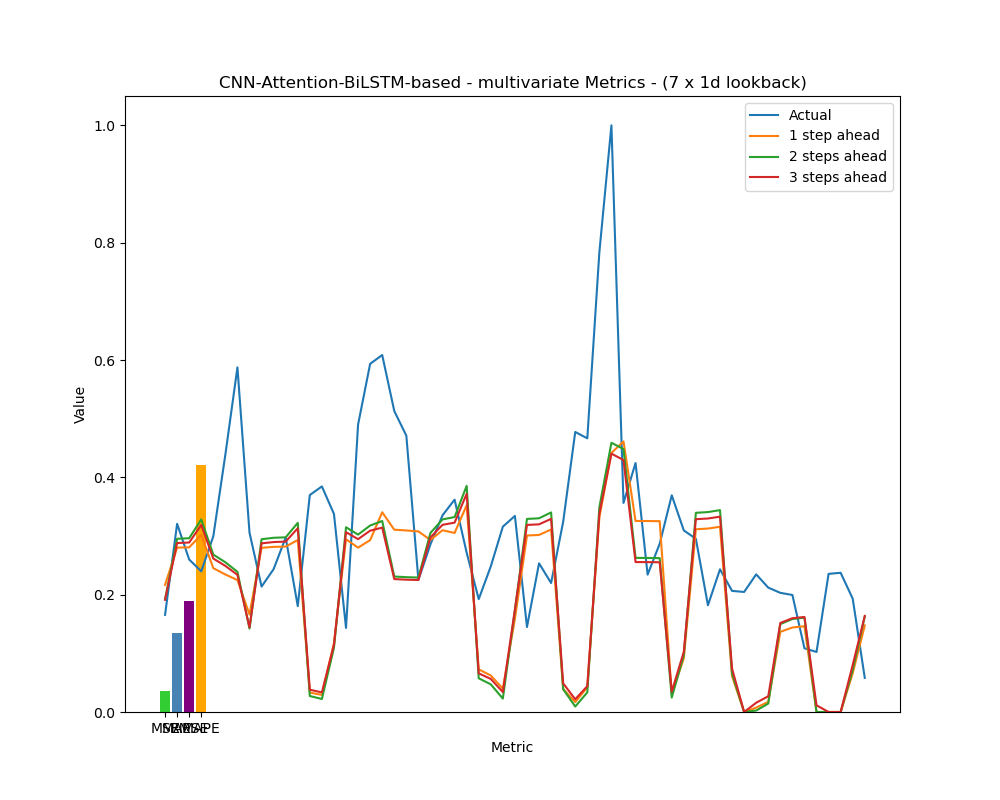 CNN-Attention-BiLSTM-based - multivariate Metrics - (7 x 1d lookback)
Actual
1 step ahead
2 steps ahead
3 steps ahead
1.0
0.8
0.6
0.4
0.2
0.0
Value
Metric